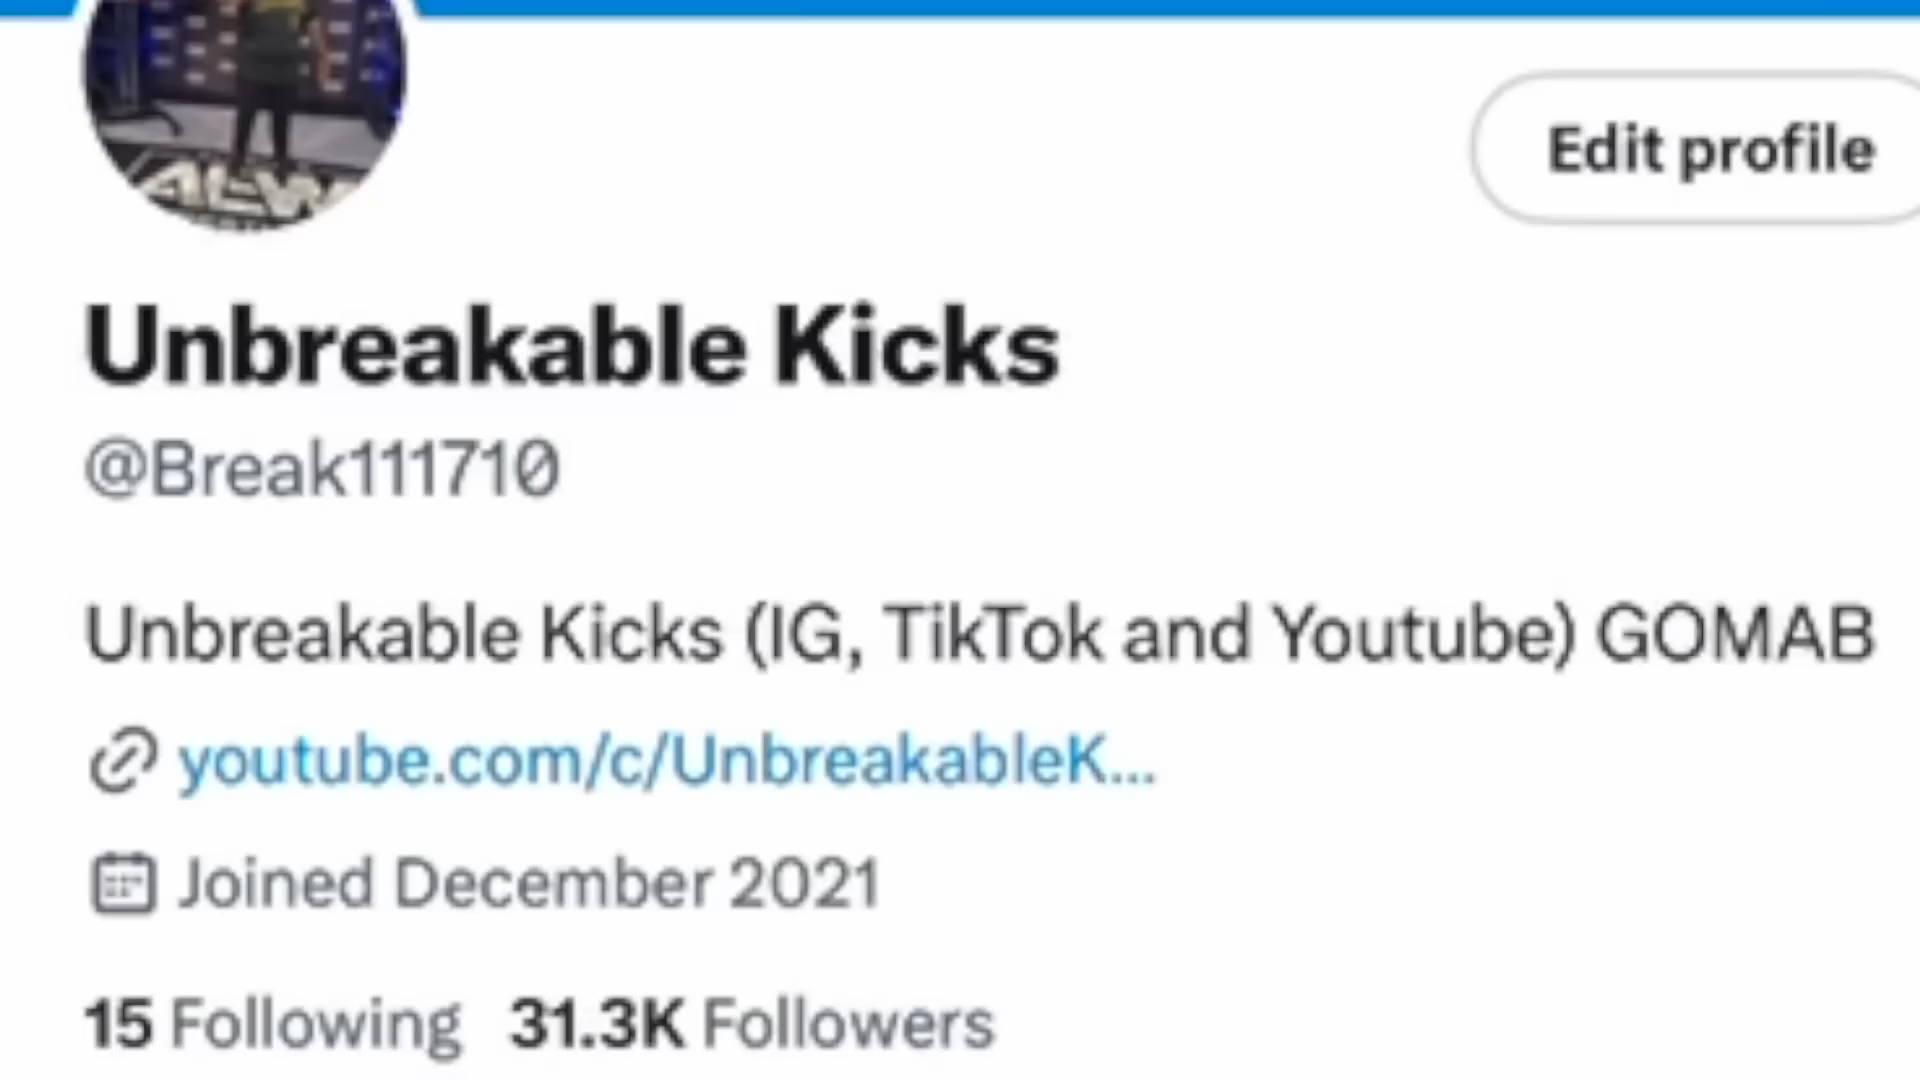 AEW
Edit profile
Unbreakable Kicks
@Break111710
Unbreakable Kicks (IG, TikTok and Youtube) GOMAB
youtube.com/c/UnbreakableK...
Joined December 2021
15 Following 31.3K Followers